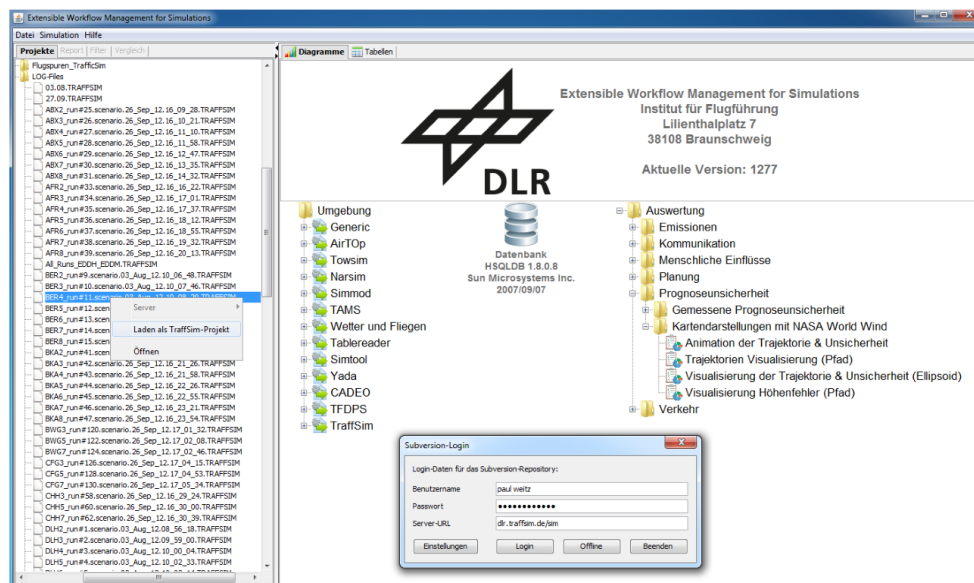 Extensible Workflow Management for Simulations
Datei Simulation Hilfe
Projekte Report Filter Vergleich
Flugspuren_TrafficSim
LOG-Files
03.08.TRAFFSIM
27.09.TRAFFSIM
ABX2_run#25.scenario.26_Sep_12.16_09_28.TRAFFSIM
ABX3_run#26.scenario.26_Sep_12.16_10_21.TRAFFSIM
ABX4_run#27.scenario.26_Sep_12.16_11_10.TRAFFSIM
ABX5_run#28.scenario.26_Sep_12.16_11_58.TRAFFSIM
ABX6_run#29.scenario.26_Sep_12.16_12_47.TRAFFSIM
ABX7_run#30.scenario.26_Sep_12.16_13_35.TRAFFSIM
ABX8_run#31.scenario.26_Sep_12.16_14_32.TRAFFSIM
AFR2_run#33.scenario.26_Sep_12.16_16_22.TRAFFSIM
AFR3_run#34.scenario.26_Sep_12.16_17_01.TRAFFSIM
AFR4_run#35.scenario.26_Sep_12.16_17_37.TRAFFSIM
AFR5_run#36.scenario.26_Sep_12.16_18_12.TRAFFSIM
AFR6_run#37.scenario.26_Sep_12.16_18_55.TRAFFSIM
AFR7_run#38.scenario.26_Sep_12.16_19_32.TRAFFSIM
AFR8_run#39.scenario.26_Sep_12.16_20_13.TRAFFSIM
All_Runs_EDDH_EDDM.TRAFFSIM
BER2_run#9.scenario.03_Aug_12.10_06_48.TRAFFSIM
BER3_run#10.scenario.03_Aug_12.10_07_46.TRAFFSIM
BER4_run#11.scenario.03_Aug_12.10_08_20.TRAFFSIM
BER5_run#12.scen
BER6_run#13.scen
BER7_run#14.scen
BER8_run#15.scen
BKA2_run#41.scen
BKA3_run#42.scenario.26_Sep_12.16_21_26.TRAFFSIM
BKA4_run#43.scenario.26_Sep_12.16_21_58.TRAFFSIM
BKA5_run#44.scenario.26_Sep_12.16_22_26.TRAFFSIM
BKA6_run#45.scenario.26_Sep_12.16_22_55.TRAFFSIM
BKA7_run#46.scenario.26_Sep_12.16_23_21.TRAFFSIM
BKA8_run#47.scenario.26_Sep_12.16_23_54.TRAFFSIM
BWG3_run#120.scenario.26_Sep_12.17_01_32.TRAFFSIM
BWG5_run#122.scenario.26_Sep_12.17_02_08.TRAFFSIM
BWG7_run#124.scenario.26_Sep_12.17_02_46.TRAFFSIM
CFG3_run#126.scenario.26_Sep_12.17_04_15.TRAFFSIM
CFG5_run#128.scenario.26_Sep_12.17_04_53.TRAFFSIM
CFG7_run#130.scenario.26_Sep_12.17_05_34.TRAFFSIM
CHH3_run#58.scenario.26_Sep_12.16_29_24.TRAFFSIM
CHH5_run#60.scenario.26_Sep_12.16_30_00.TRAFFSIM
CHH7_run#62.scenario.26_Sep_12.16_30_39.TRAFFSIM
DLH2_run#1.scenario.03_Aug_12.08_56_18.TRAFFSIM
DLH3_run#2.scenario.03_Aug_12.09_59_00.TRAFFSIM
DLH4_run#3.scenario.03_Aug_12.10_00_04.TRAFFSIM
DLH5_run#4.scenario.03_Aug_12.10_02_33.TRAFFSIM
Server
Laden als TraffSim-Projekt
Öffnen
Diagramme Tabellen
DLR
Extensible Workflow Management for Simulations
Institut für Flugführung
Lilienthalplatz 7
38108 Braunschweig
Aktuelle Version: 1277
Umgebung
Generic
AirTOp
Towsim
Narsim
Simmod
TAMS
Wetter und Fliegen
Tablereader
Simtool
Yada
CADEO
TFDPS
TraffSim
Datenbank
HSQLDB 1.8.0.8
Sun Microsystems Inc.
2007/09/07
Auswertung
Emissionen
Kommunikation
Menschliche Einflüsse
Planung
Prognoseunsicherheit
Gemessene Prognoseunsicherheit
Kartendarstellungen mit NASA World Wind
Animation der Trajektorie & Unsicherheit
Trajektorien Visualisierung (Pfad)
Visualisierung der Trajektorie & Unsicherheit (Ellipsoid)
Visualisierung Höhenfehler (Pfad)
Verkehr
Subversion-Login
Login-Daten für das Subversion-Repository:
Benutzername paul weitz
Passwort ••••••••••••
Server-URL dlr.traffsim.de/sim
Einstellungen Login Offline Beenden